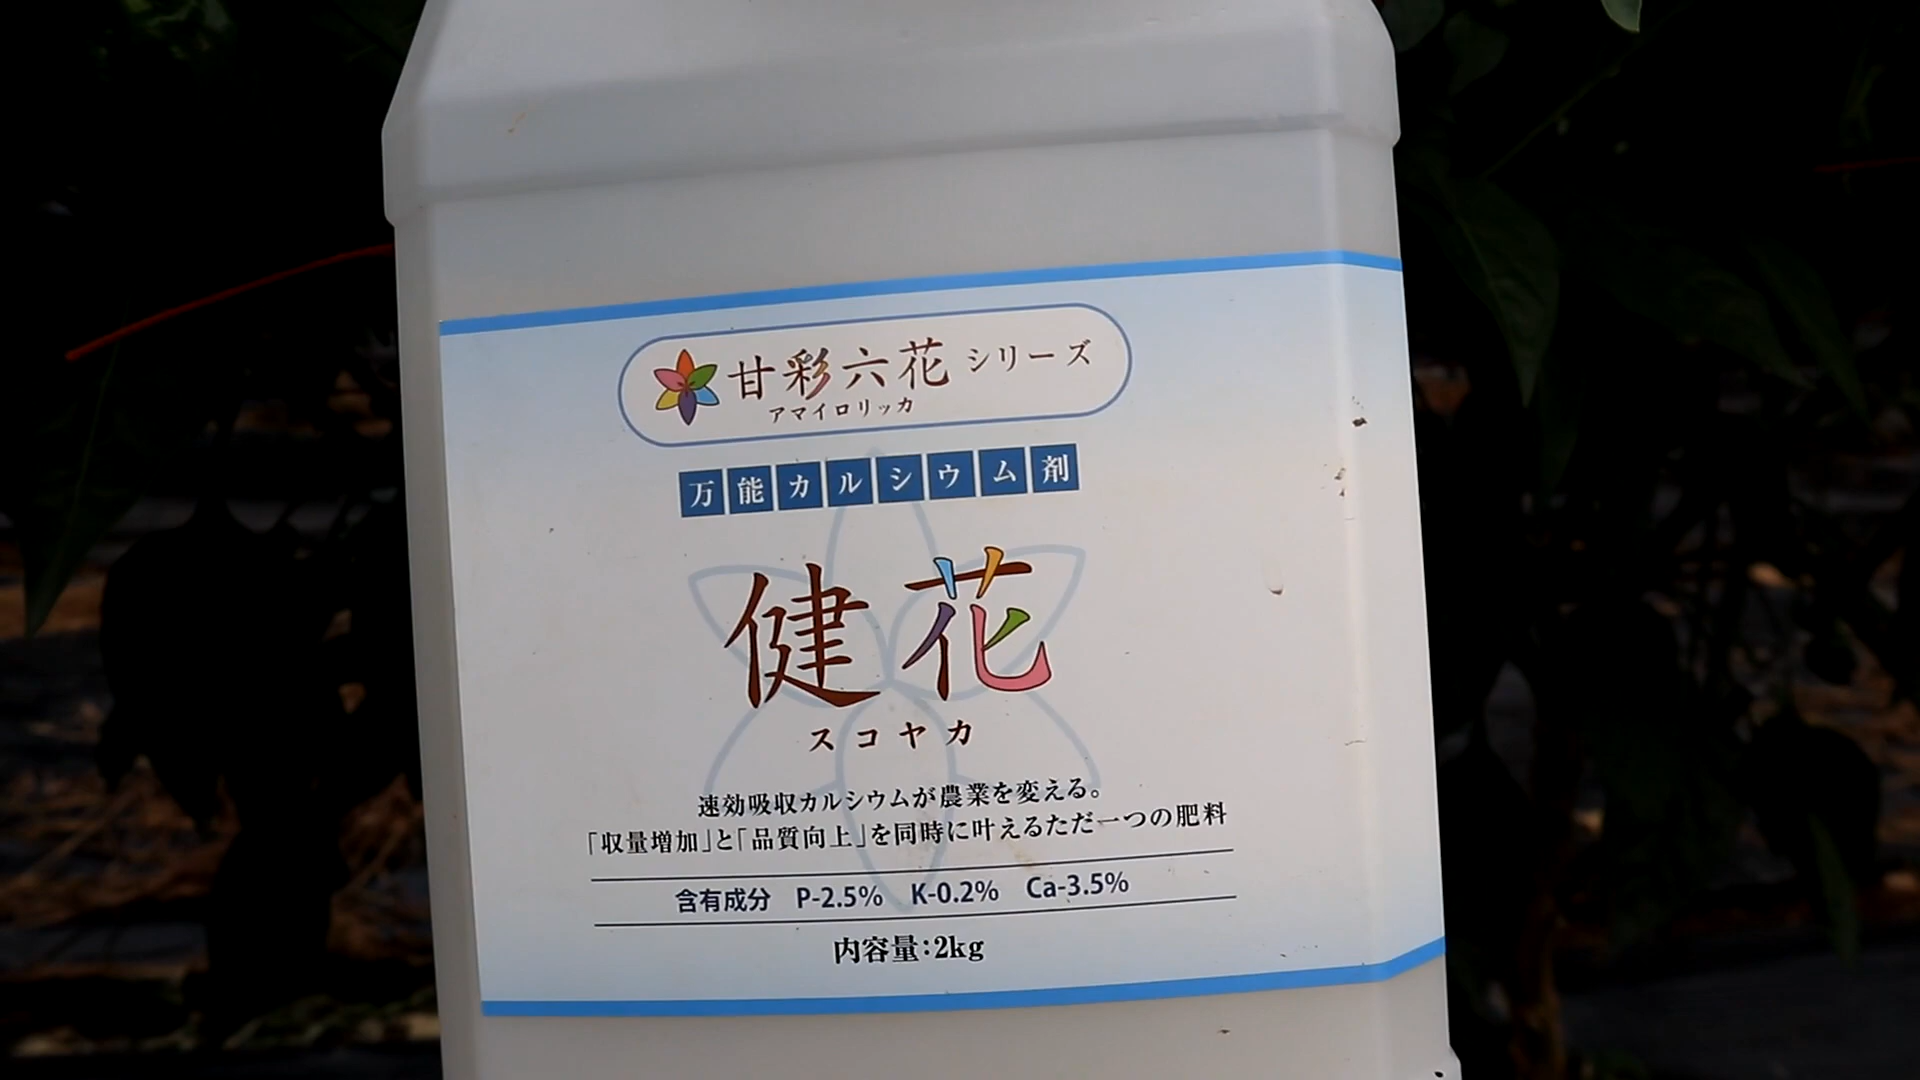 甘彩六花シリーズ
アマイロリッカ
万能カルシウム剤
健花
スコヤカ
速効吸収カルシウムが農業を変える。
「収量増加」と「品質向上」を同時に叶えるただ一つの肥料
含有成分 P-2.5% K-0.2% Ca-3.5%
内容量:2kg